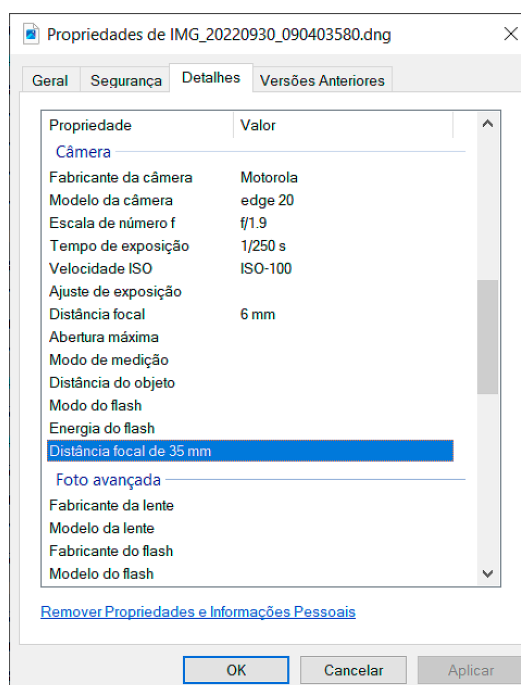 Propriedades de IMG_20220930_090403580.dng
Geral Segurança Detalhes Versões Anteriores
Propriedade Valor
Câmera
Fabricante da câmera Motorola
Modelo da câmera edge 20
Escala de número f f/1.9
Tempo de exposição 1/250 s
Velocidade ISO ISO-100
Ajuste de exposição
Distância focal 6 mm
Abertura máxima
Modo de medição
Distância do objeto
Modo do flash
Energia do flash
Distância focal de 35 mm
Foto avançada
Fabricante da lente
Modelo da lente
Fabricante do flash
Modelo do flash
Remover Propriedades e Informações Pessoais
OK Cancelar Aplicar